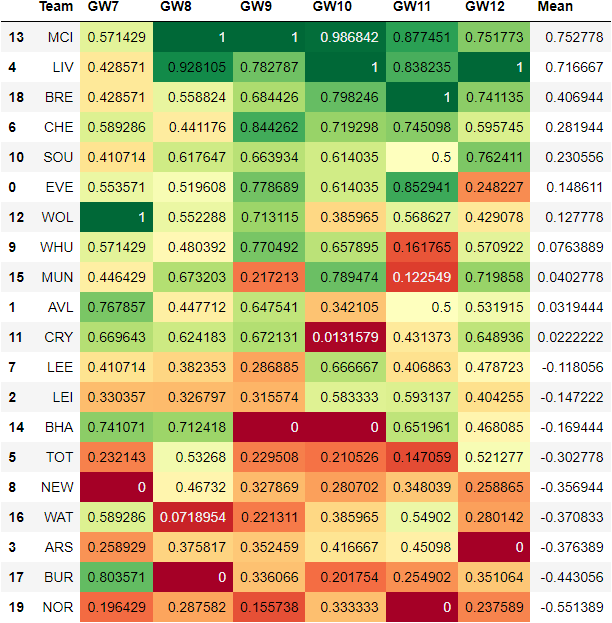 Team GW7 GW8 GW9 GW10 GW11 GW12 Mean
13 MCI 0.571429 1 1 0.986842 0.877451 0.751773 0.752778
4 LIV 0.428571 0.928105 0.782787 1 0.838235 1 0.716667
18 BRE 0.428571 0.558824 0.684426 0.798246 1 0.741135 0.406944
6 CHE 0.589286 0.441176 0.844262 0.719298 0.745098 0.595745 0.281944
10 SOU 0.410714 0.617647 0.663934 0.614035 0.5 0.762411 0.230556
0 EVE 0.553571 0.519608 0.778689 0.614035 0.852941 0.248227 0.148611
12 WOL 1 0.552288 0.713115 0.385965 0.568627 0.429078 0.127778
9 WHU 0.571429 0.480392 0.770492 0.657895 0.161765 0.570922 0.0763889
15 MUN 0.446429 0.673203 0.217213 0.789474 0.122549 0.719858 0.0402778
1 AVL 0.767857 0.447712 0.647541 0.342105 0.5 0.531915 0.0319444
11 CRY 0.669643 0.624183 0.672131 0.0131579 0.431373 0.648936 0.0222222
7 LEE 0.410714 0.382353 0.286885 0.666667 0.406863 0.478723 -0.118056
2 LEI 0.330357 0.326797 0.315574 0.583333 0.593137 0.404255 -0.147222
14 BHA 0.741071 0.712418 0 0 0.651961 0.468085 -0.169444
5 TOT 0.232143 0.53268 0.229508 0.210526 0.147059 0.521277 -0.302778
8 NEW 0 0.46732 0.327869 0.280702 0.348039 0.258865 -0.356944
16 WAT 0.589286 0.0718954 0.221311 0.385965 0.54902 0.280142 -0.370833
3 ARS 0.258929 0.375817 0.352459 0.416667 0.45098 0 -0.376389
17 BUR 0.803571 0 0.336066 0.201754 0.254902 0.351064 -0.443056
19 NOR 0.196429 0.287582 0.155738 0.333333 0 0.237589 -0.551389